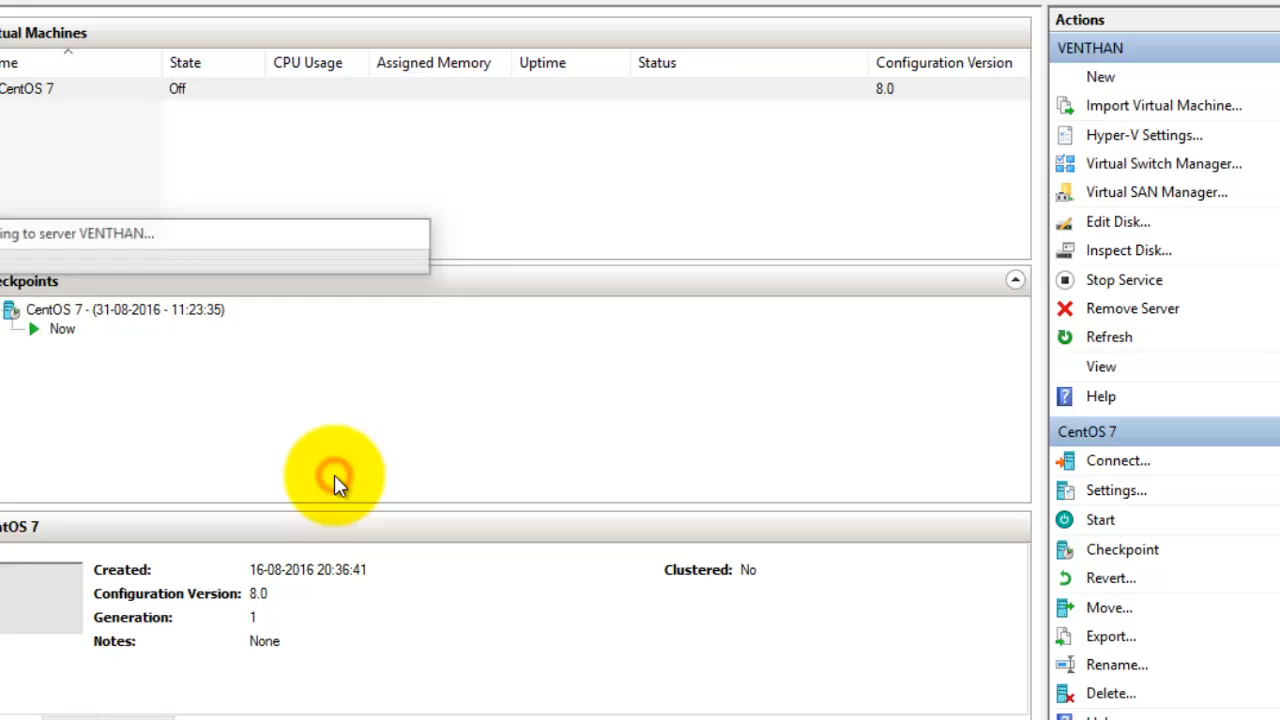 tual Machines
me State CPU Usage Assigned Memory Uptime Status Configuration Version
CentOS 7 Off 8.0
ing to server VENTHAN...
eckpoints
CentOS 7 - (31-08-2016 - 11:23:35)
Now
ntOS 7
Created: 16-08-2016 20:36:41 Clustered: No
Configuration Version: 8.0
Generation: 1
Notes: None
Actions
VENTHAN
New
Import Virtual Machine...
Hyper-V Settings...
Virtual Switch Manager...
Virtual SAN Manager...
Edit Disk...
Inspect Disk...
Stop Service
Remove Server
Refresh
View
Help
CentOS 7
Connect...
Settings...
Start
Checkpoint
Revert...
Move...
Export...
Rename...
Delete...